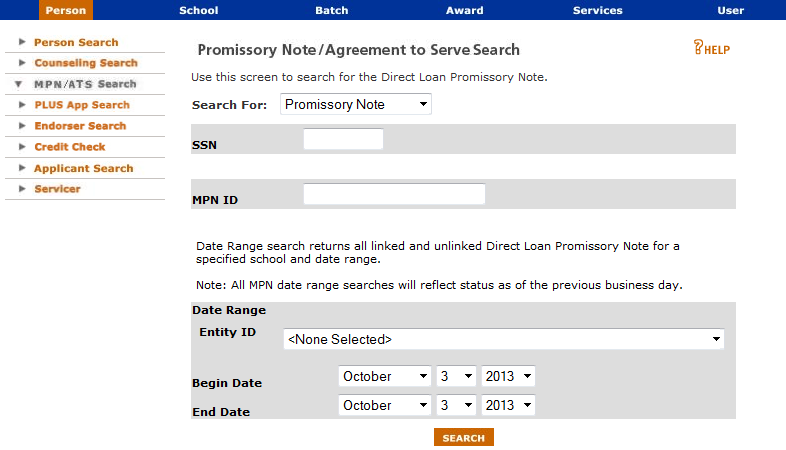 Person School Batch Award Services User
Person Search
Counseling Search
MPN/ATS Search
PLUS App Search
Endorser Search
Credit Check
Applicant Search
Servicer
Promissory Note/Agreement to Serve Search
?HELP
Use this screen to search for the Direct Loan Promissory Note.
Search For: Promissory Note
SSN
MPN ID
Date Range search returns all linked and unlinked Direct Loan Promissory Note for a
specified school and date range.
Note: All MPN date range searches will reflect status as of the previous business day.
Date Range
Entity ID <None Selected>
Begin Date October 3 2013
End Date October 3 2013
SEARCH